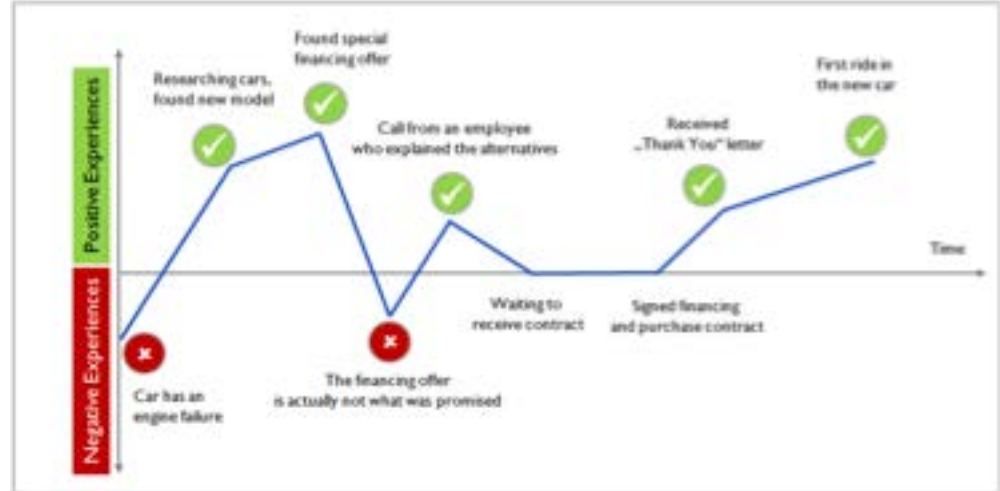 Positive Experiences
Negative Experiences
Car has an
engine failure
Researching cars,
found new model
Found special
financing offer
The financing offer
is actually not what was promised
Call from an employee
who explained the alternatives
Waiting to
receive contract
Signed financing
and purchase contract
Received
„Thank You“ letter
First ride in
the new car
Time